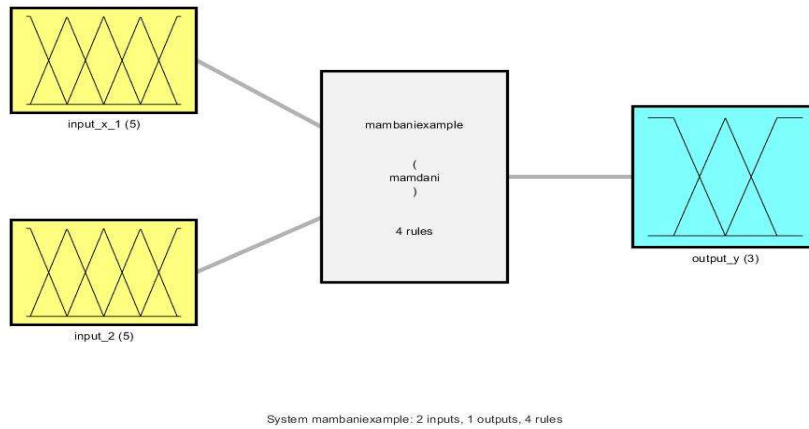 input_x_1 (5)
mambaniexample
(
mamdani
)
4 rules
input_2 (5)
output_y (3)
System mambaniexample: 2 inputs, 1 outputs, 4 rules